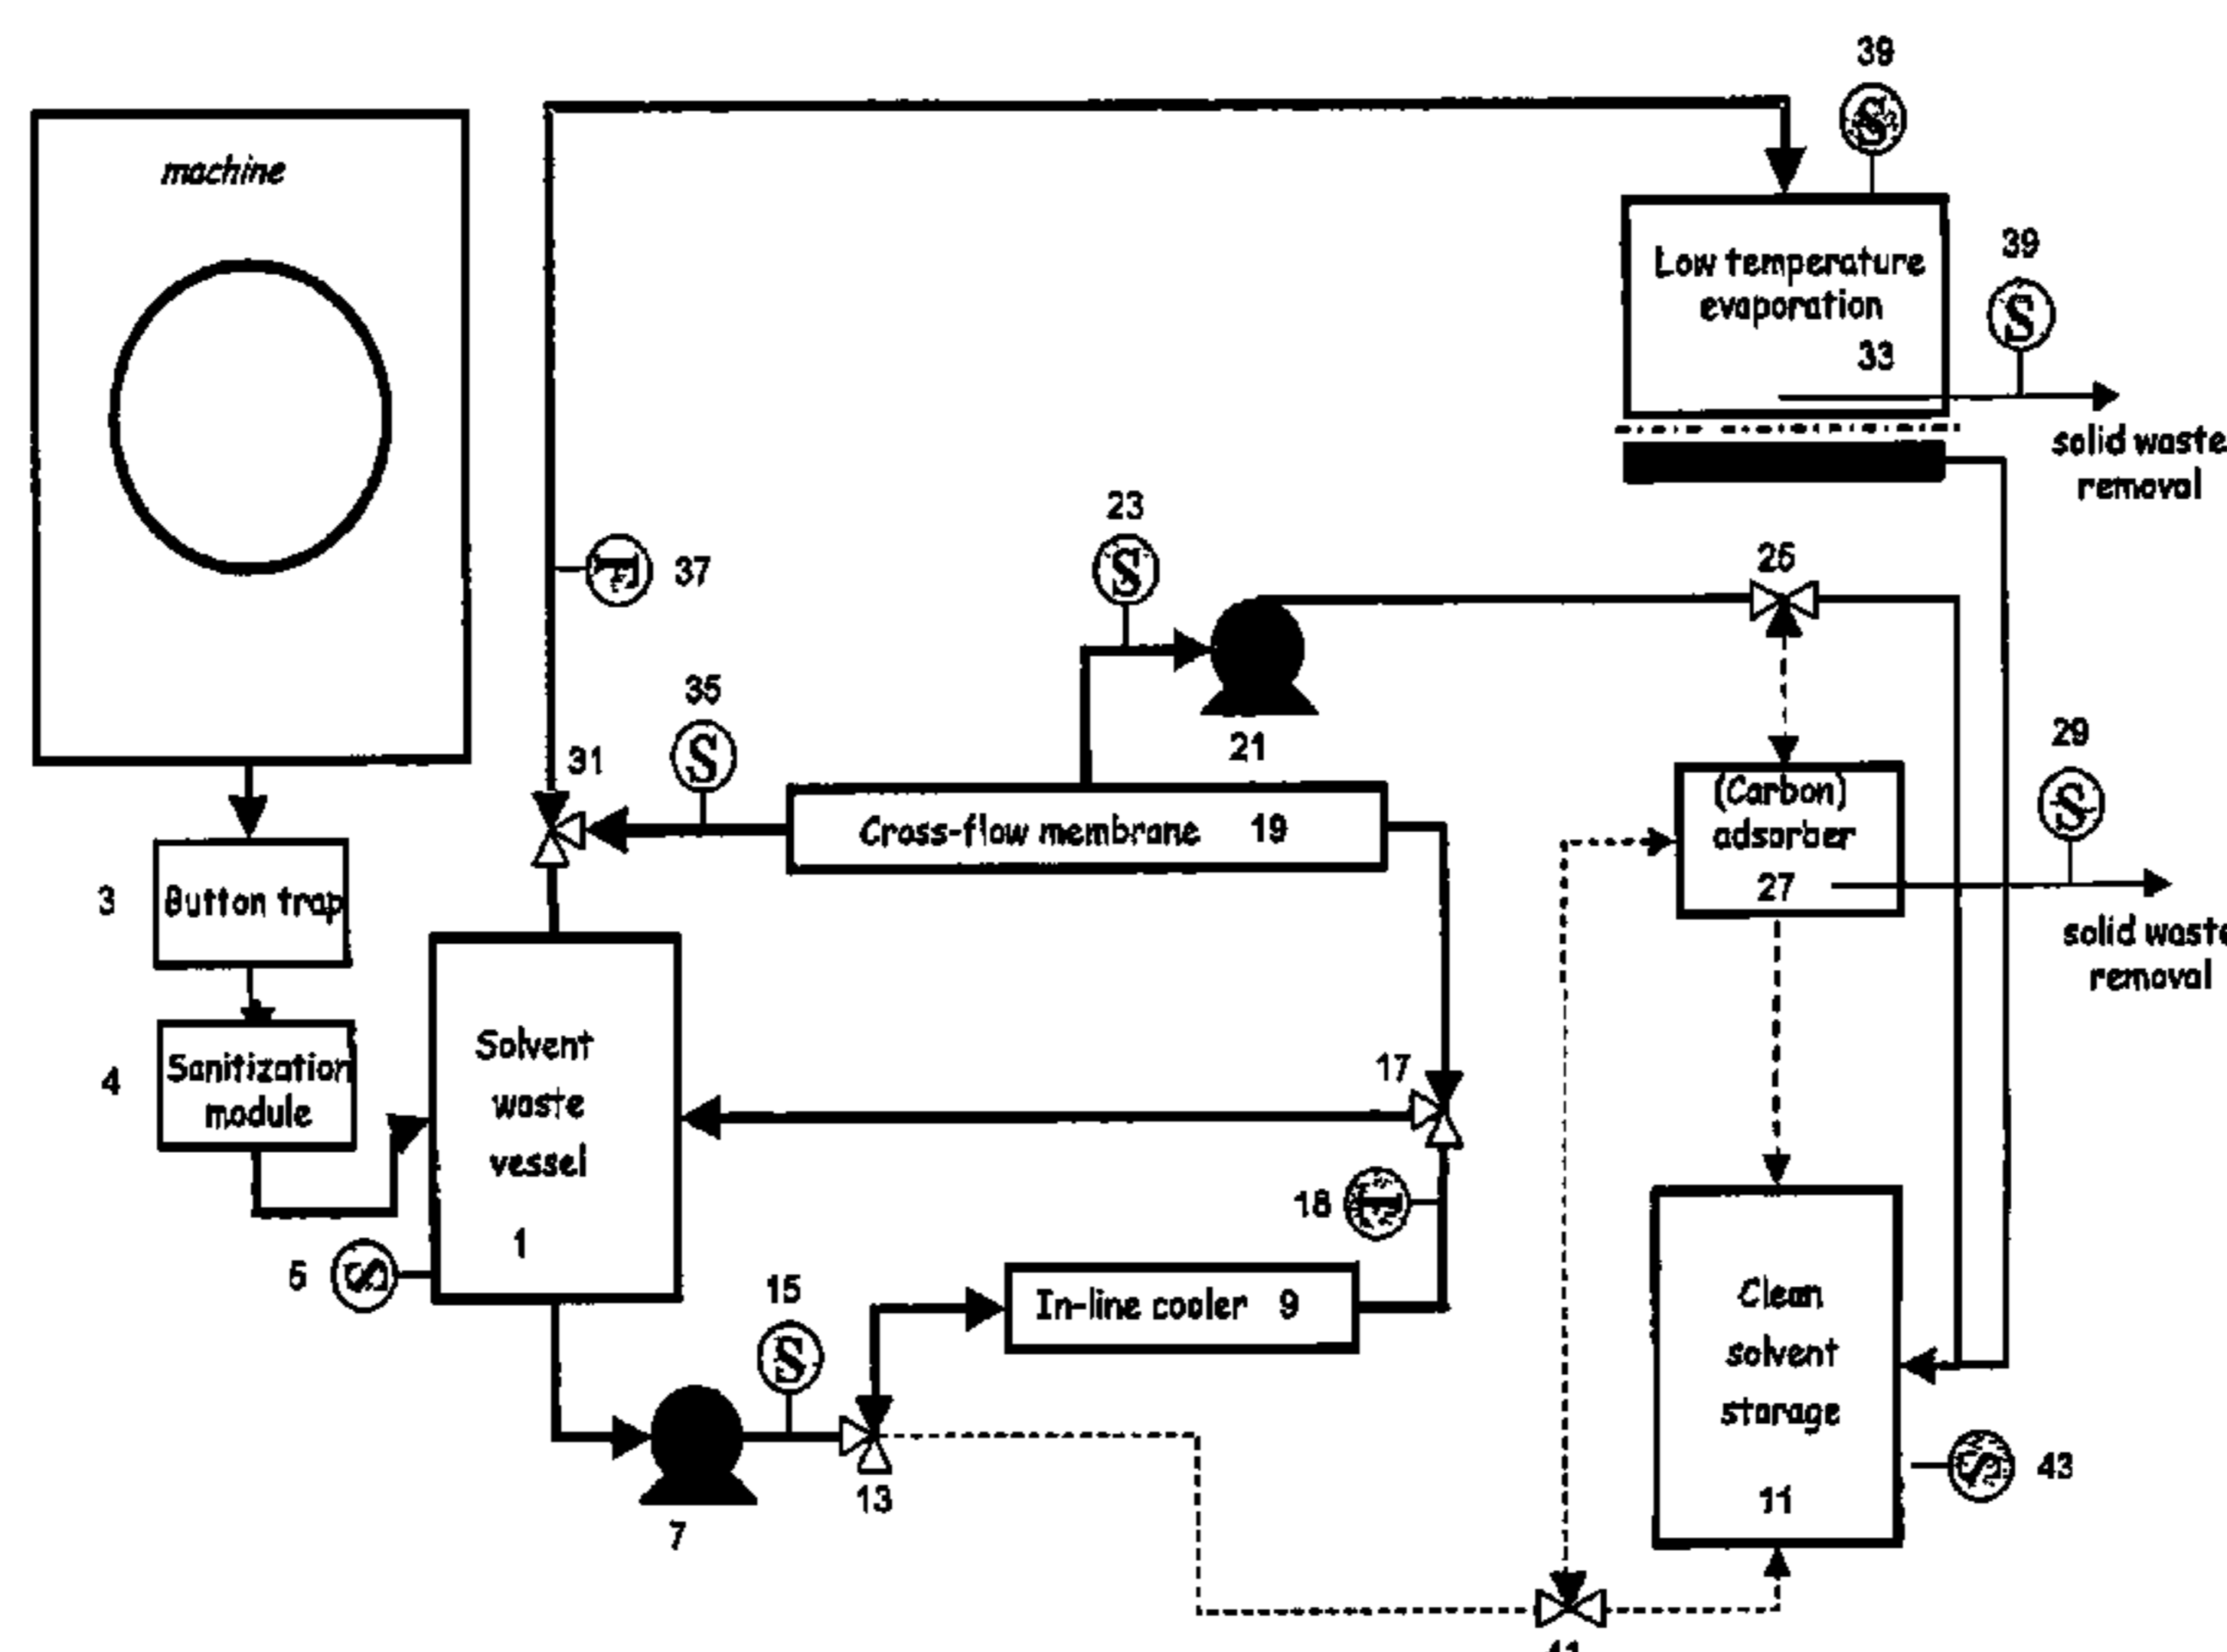 39
machine
S
Low temperature
evaporation
33
39
S
solid waste
removal
23
S
25
T
37
35
S
31
21
29
S
(Carbon)
adsorber
27
solid waste
removal
Cross-flow membrane 19
3
Button trap
4
Sanitization
module
Solvent
waste
vessel
1
17
18
T
5
S
15
S
In-line cooler 9
Clean
solvent
storage
11
S
43
13
7
41